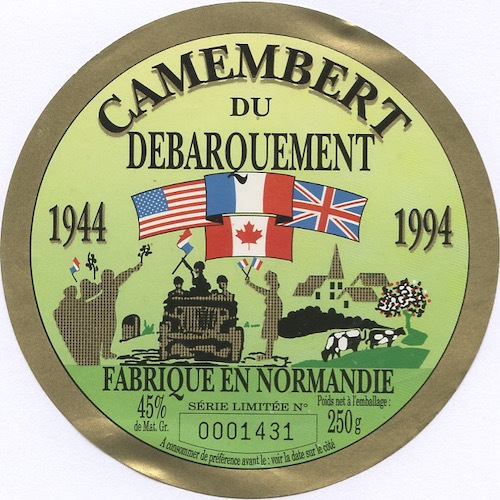 CAMEMBERT
DU
DEBARQUEMENT
1944
1994
FABRIQUE EN NORMANDIE
45%
de Mat. Gr.
SÉRIE LIMITÉE N°
0001431
Poids net à l'emballage :
250 g
A consommer de préférence avant le : voir la date sur le côté